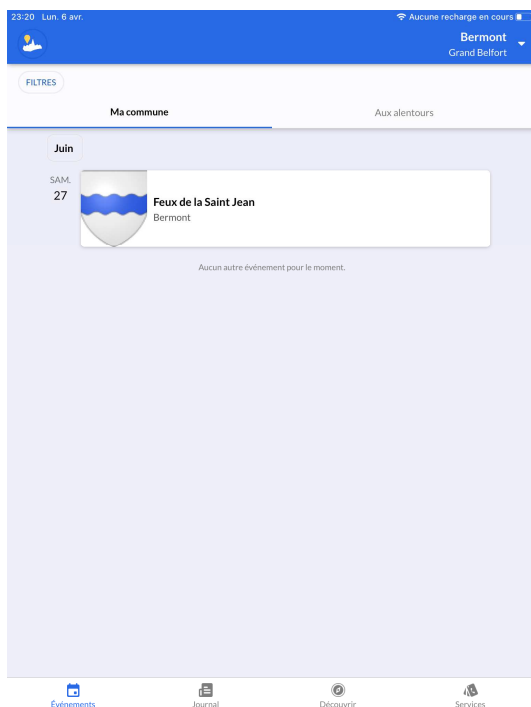 23:20 Lun. 6 avr.
Aucune recharge en cours
Bermont
Grand Belfort
FILTRES
Ma commune
Aux alentours
Juin
SAM.
27
Feux de la Saint Jean
Bermont
Aucun autre événement pour le moment.
Événements
Journal
Découvrir
Services